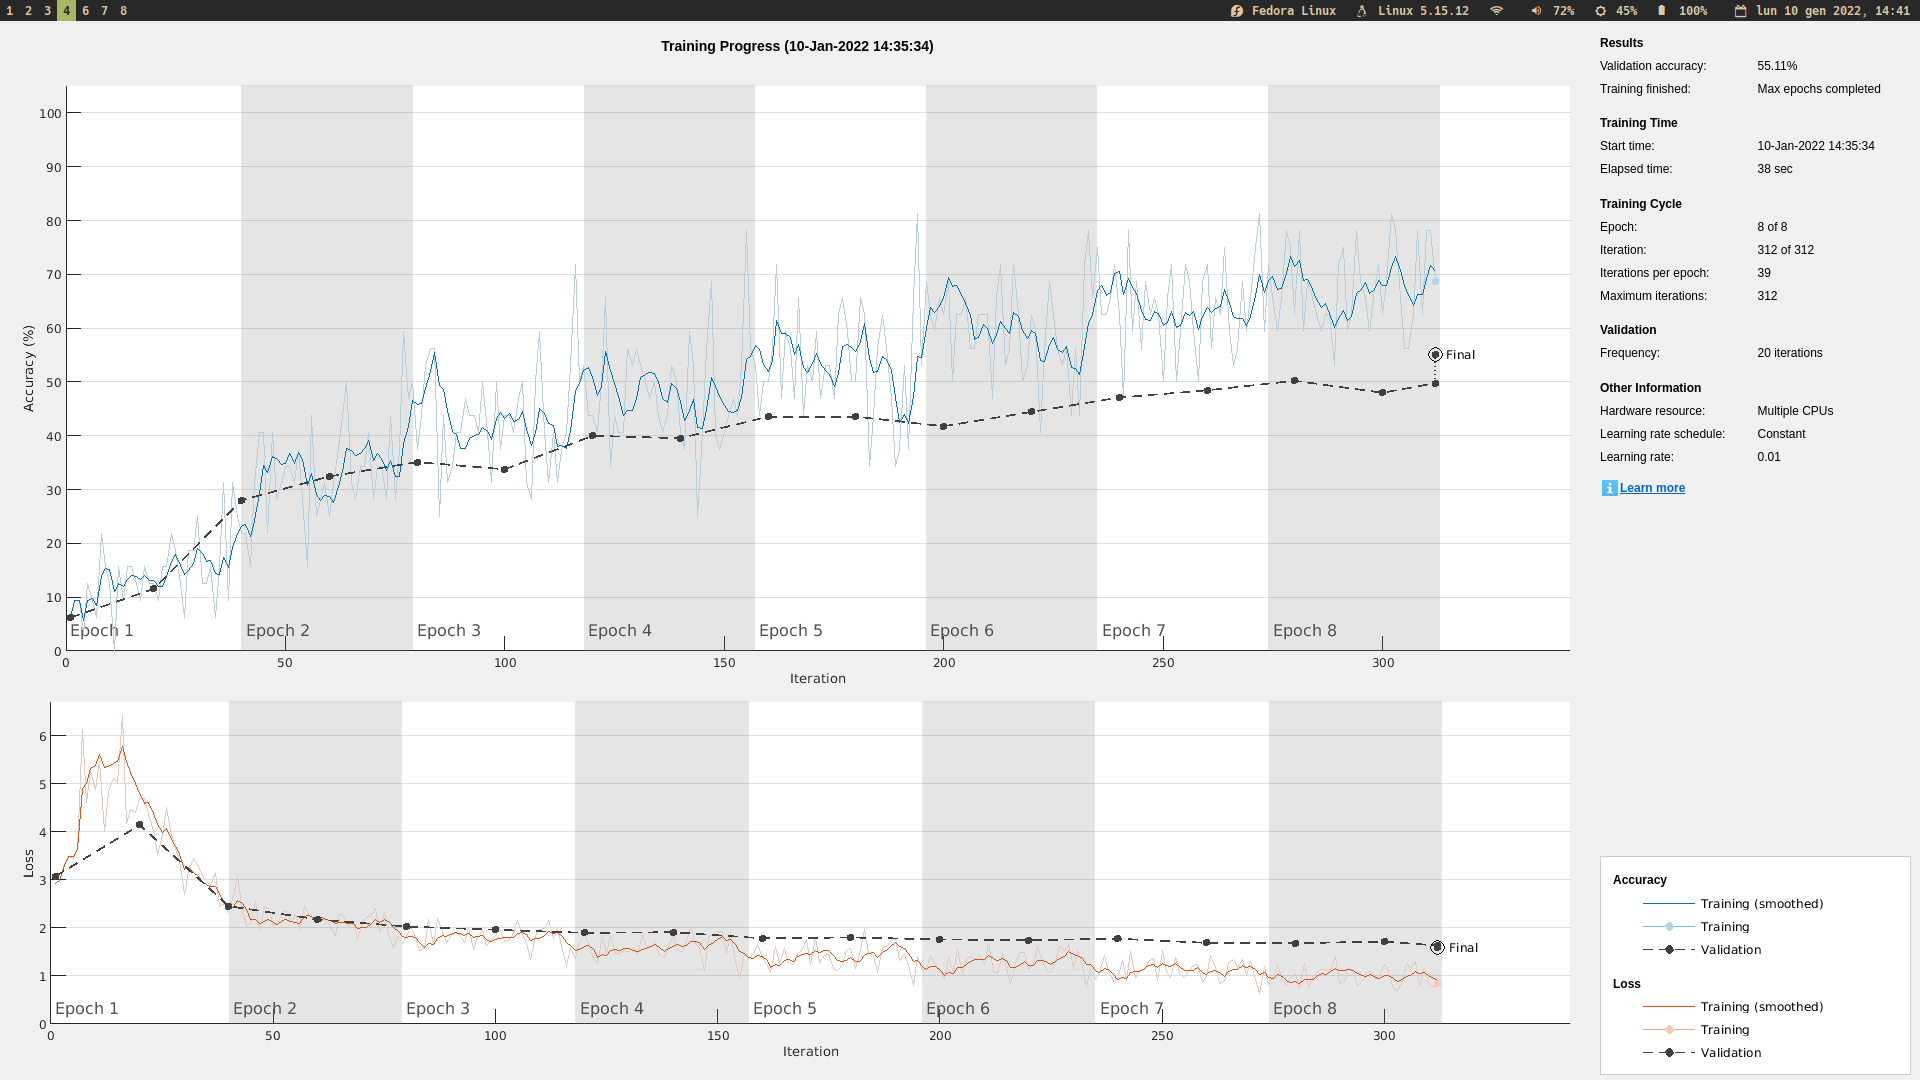 1 2 3 4 6 7 8 Fedora Linux Linux 5.15.12 72% 45% 100% lun 10 gen 2022, 14:41
Training Progress (10-Jan-2022 14:35:34)
100
90
80
70
60
50
40
30
20
10
0
Accuracy (%)
Epoch 1 Epoch 2 Epoch 3 Epoch 4 Epoch 5 Epoch 6 Epoch 7 Epoch 8
Final
0 50 100 150 200 250 300
Iteration
6
5
4
3
2
1
0
Loss
Final
Epoch 1 Epoch 2 Epoch 3 Epoch 4 Epoch 5 Epoch 6 Epoch 7 Epoch 8
0 50 100 150 200 250 300
Iteration
Results
Validation accuracy: 55.11%
Training finished: Max epochs completed
Training Time
Start time: 10-Jan-2022 14:35:34
Elapsed time: 38 sec
Training Cycle
Epoch: 8 of 8
Iteration: 312 of 312
Iterations per epoch: 39
Maximum iterations: 312
Validation
Frequency: 20 iterations
Other Information
Hardware resource: Multiple CPUs
Learning rate schedule: Constant
Learning rate: 0.01
i Learn more
Accuracy
Training (smoothed)
Training
Validation
Loss
Training (smoothed)
Training
Validation